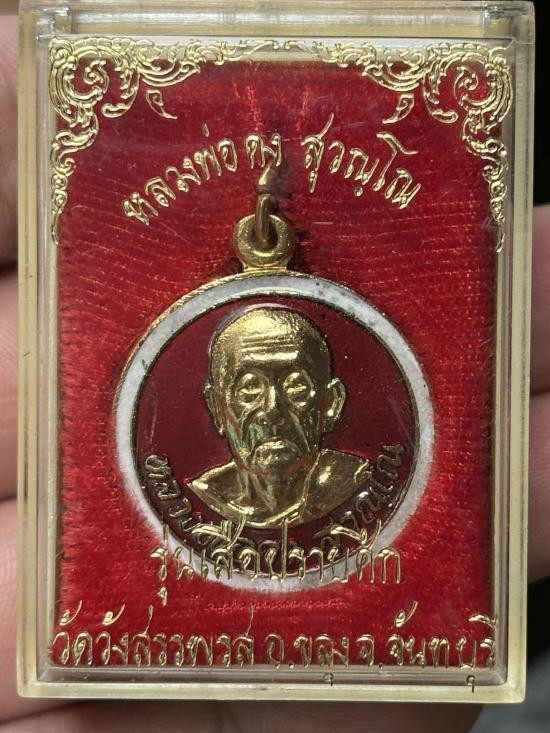 หลวงพ่อคง สุวณฺโณ
รุ่นเสือปราบศึก
วัดวังสรรพรส อ.ขลุง จ.จันทบุรี